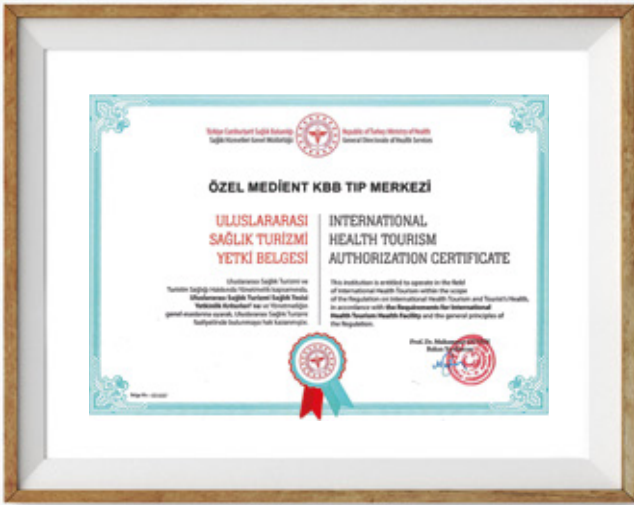 Türkiye Cumhuriyeti Sağlık Bakanlığı
Sağlık Hizmetleri Genel Müdürlüğü
Republic of Turkey Ministry of Health
General Directorate of Health Services
ÖZEL MEDİENT KBB TIP MERKEZİ
ULUSLARARASI
SAĞLIK TURİZMİ
YETKİ BELGESİ
INTERNATIONAL
HEALTH TOURISM
AUTHORIZATION CERTIFICATE
Uluslararası Sağlık Turizmi ve
Turistin Sağlığı Hakkında Yönetmelik kapsamında,
Uluslararası Sağlık Turizmi Sağlık Tesisi
Yetkinlik Kriterleri' ne ve Yönetmeliğin
genel esaslarına uyarak, Uluslararası Sağlık Turizmi
faaliyetinde bulunmaya hak kazanmıştır.
This institution is entitled to operate in the field
of International Health Tourism within the scope
of the Regulation on International Health Tourism and Tourist's Health,
in accordance with the Requirements for International
Health Tourism Health Facility and the general principles of
the Regulation.
Prof. Dr.
Belge No :